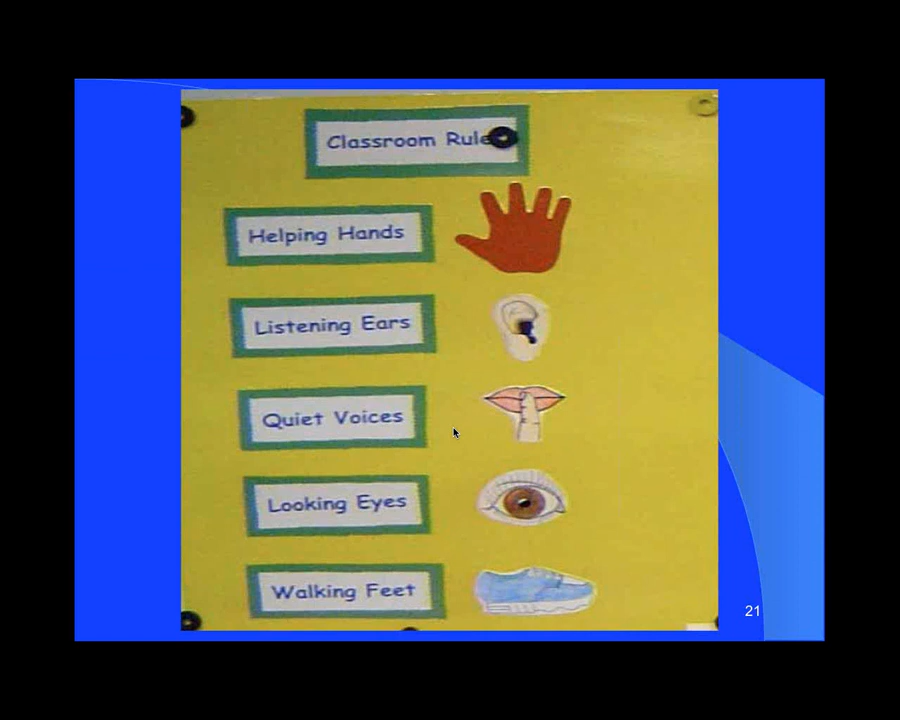 Classroom Rule
Helping Hands
Listening Ears
Quiet Voices
Looking Eyes
Walking Feet
21